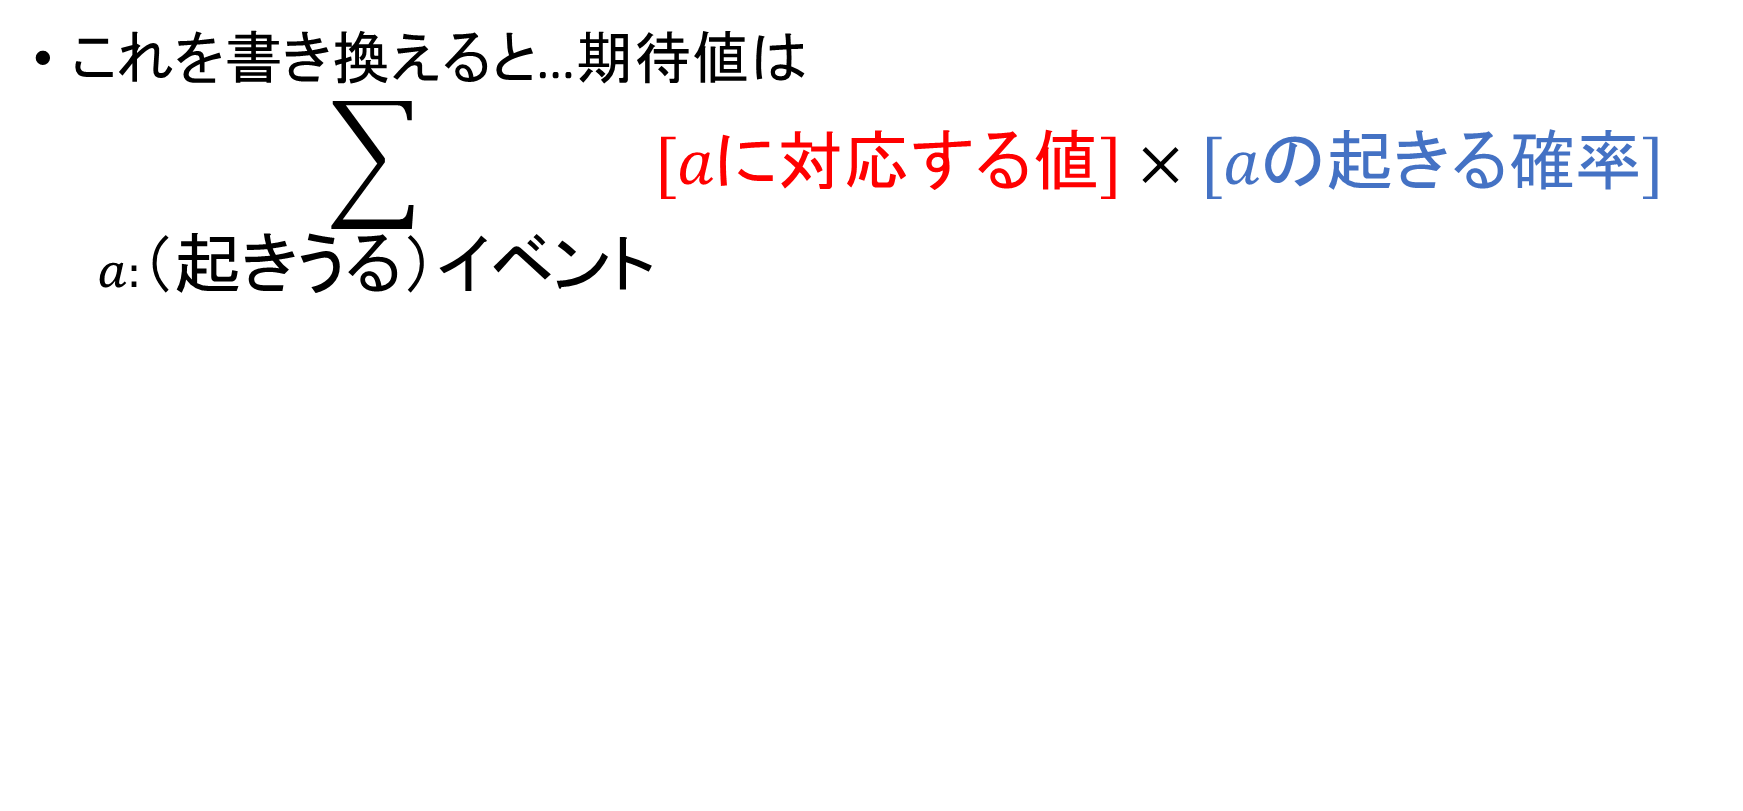 • これを書き換えると…期待値は
∑ [aに対応する値] × [aの起きる確率]
a:（起きうる）イベント